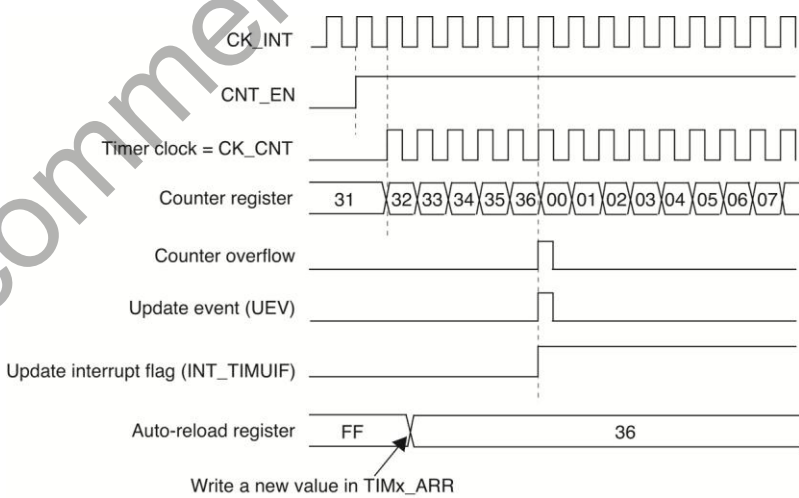 CK_INT
CNT_EN
Timer clock = CK_CNT
Counter register 31 32 33 34 35 36 00 01 02 03 04 05 06 07
Counter overflow
Update event (UEV)
Update interrupt flag (INT_TIMUIF)
Auto-reload register FF 36
Write a new value in TIMx_ARR